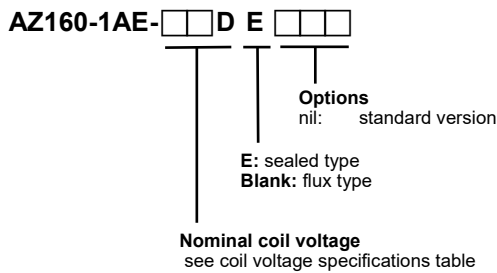 AZ160-1AE-□□ D E □□□
Options
nil: standard version
E: sealed type
Blank: flux type
Nominal coil voltage
see coil voltage specifications table